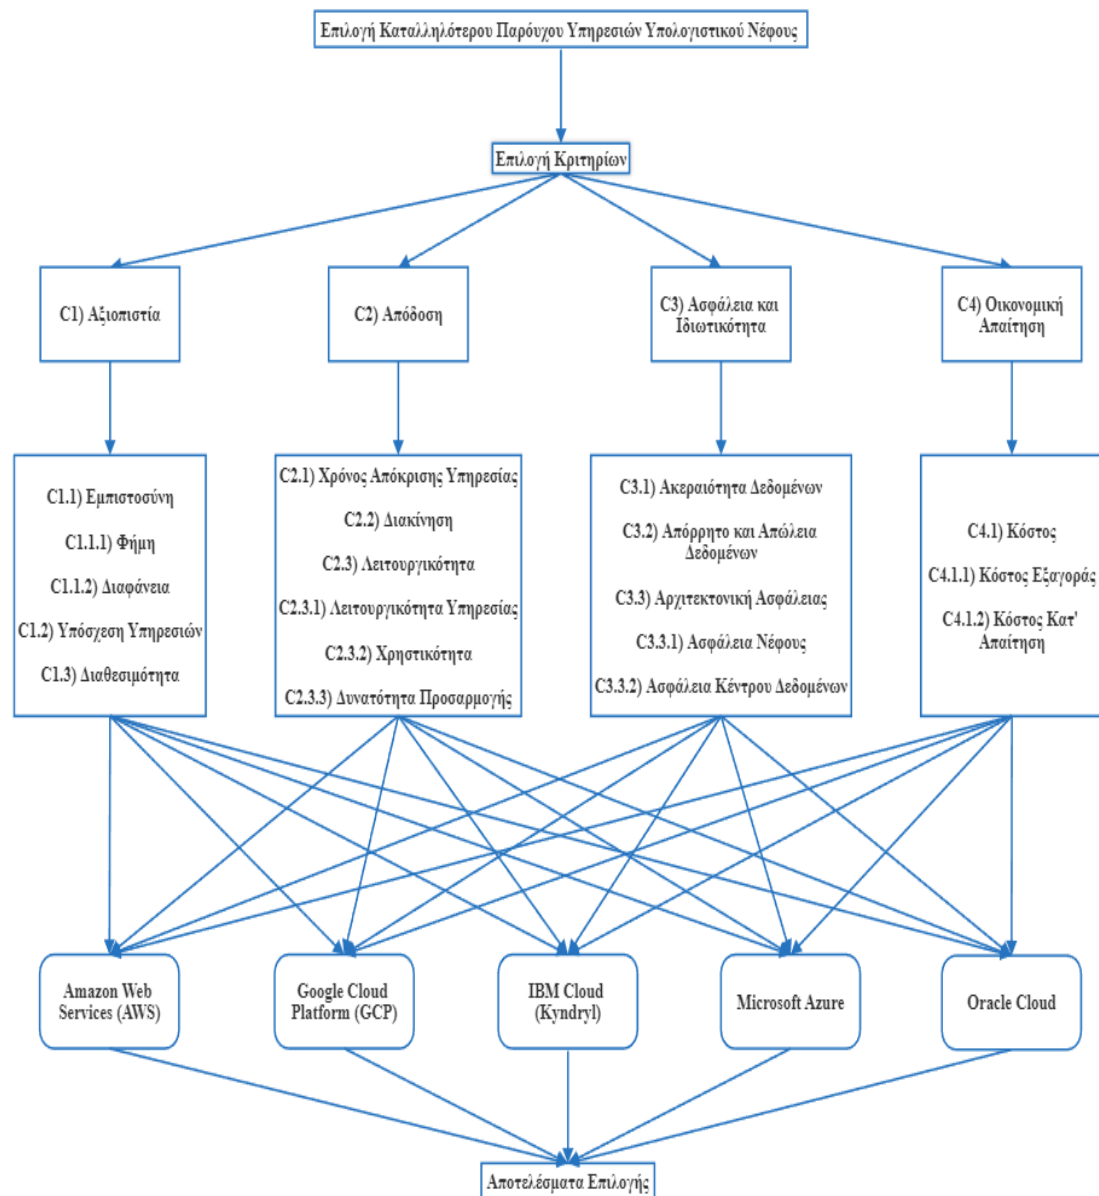 Επιλογή Καταλληλότερου Παρόυχου Υπηρεσιών Υπολογιστικού Νέφους
Επιλογή Κριτηρίων
C1) Αξιοπιστία
C2) Απόδοση
C3) Ασφάλεια και
Ιδιωτικότητα
C4) Οικονομική
Απαίτηση
C1.1) Εμπιστοσύνη
C1.1.1) Φήμη
C1.1.2) Διαφάνεια
C1.2) Υπόσχεση Υπηρεσιών
C1.3) Διαθεσιμότητα
C2.1) Χρόνος Απόκρισης Υπηρεσίας
C2.2) Διακίνηση
C2.3) Λειτουργικότητα
C2.3.1) Λειτουργικότητα Υπηρεσίας
C2.3.2) Χρηστικότητα
C2.3.3) Δυνατότητα Προσαρμογής
C3.1) Ακεραιότητα Δεδομένων
C3.2) Απόρρητο και Απώλεια
Δεδομένων
C3.3) Αρχιτεκτονική Ασφάλειας
C3.3.1) Ασφάλεια Νέφους
C3.3.2) Ασφάλεια Κέντρου Δεδομένων
C4.1) Κόστος
C4.1.1) Κόστος Εξαγοράς
C4.1.2) Κόστος Κατ'
Απαίτηση
Amazon Web
Services (AWS)
Google Cloud
Platform (GCP)
IBM Cloud
(Kyndryl)
Microsoft Azure
Oracle Cloud
Αποτελέσματα Επιλογής